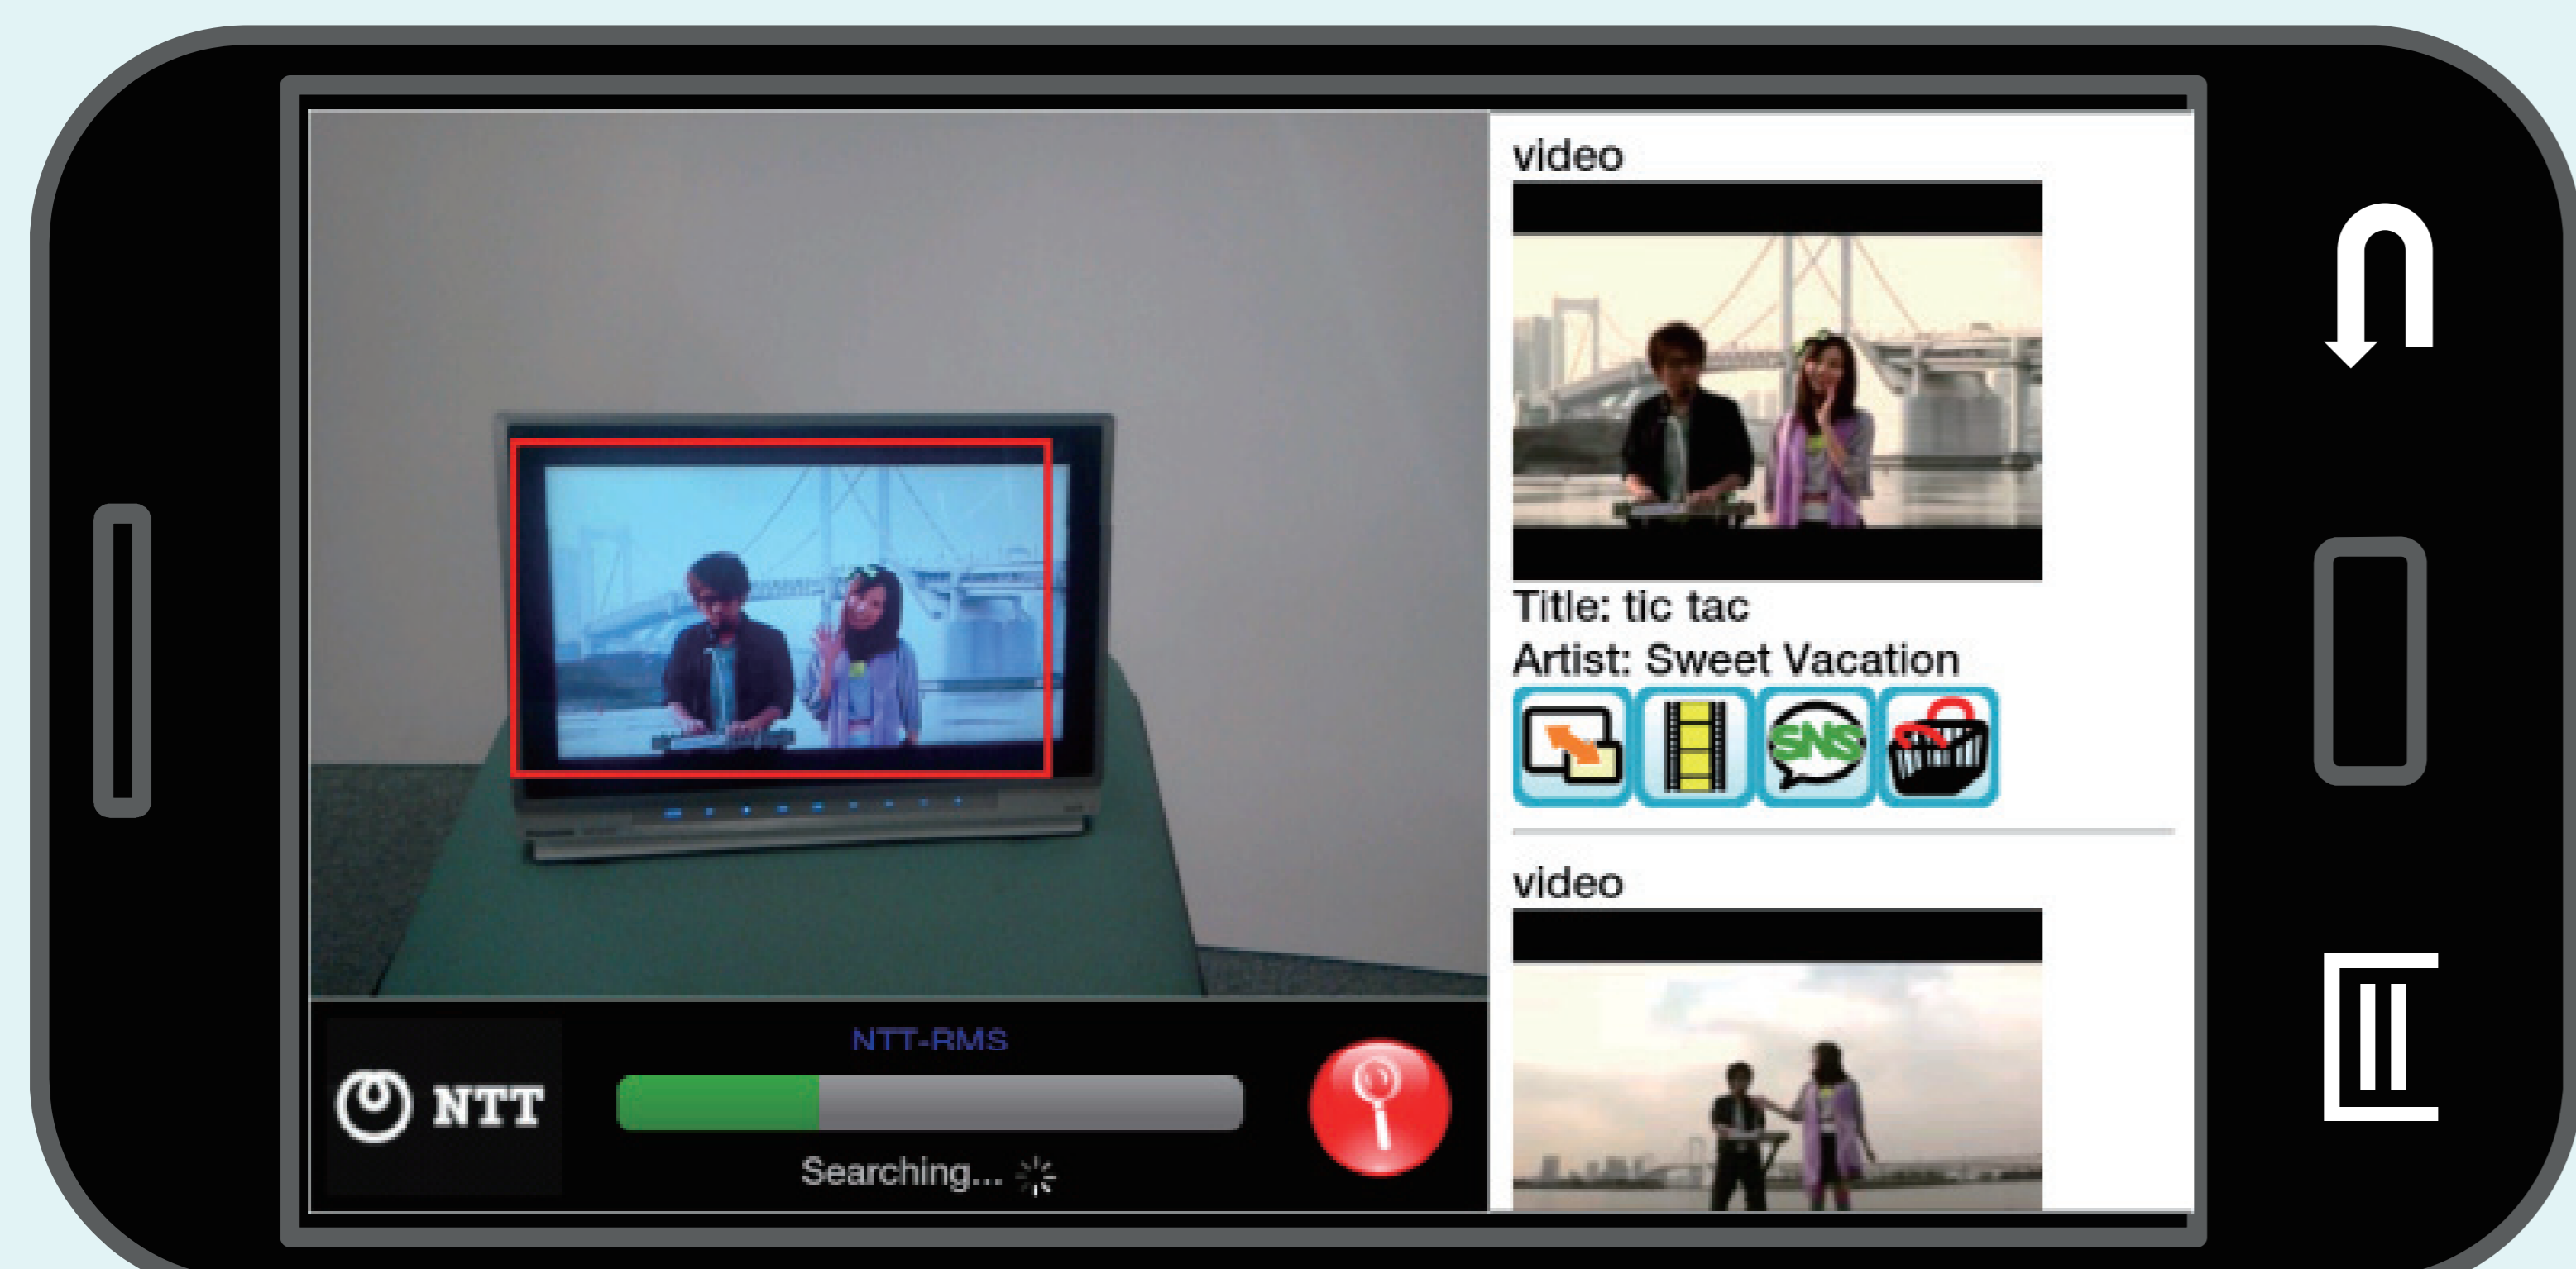 video
Title: tic tac
Artist: Sweet Vacation
SNS
video
NTT-RMS
NTT
Searching...